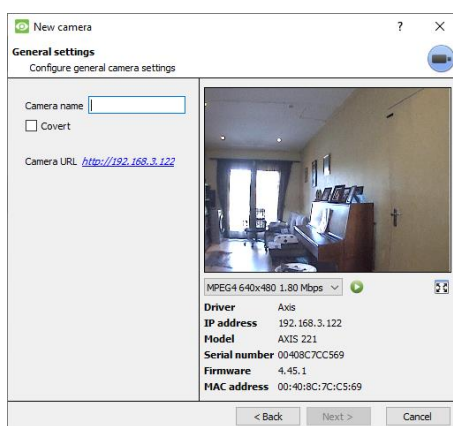 New camera ? ×
General settings
Configure general camera settings
Camera name
Covert
Camera URL http://192.168.3.122
MPEG4 640x480 1.80 Mbps
Driver Axis
IP address 192.168.3.122
Model AXIS 221
Serial number 00408C7CC569
Firmware 4.45.1
MAC address 00:40:8C:7C:C5:69
< Back Next > Cancel